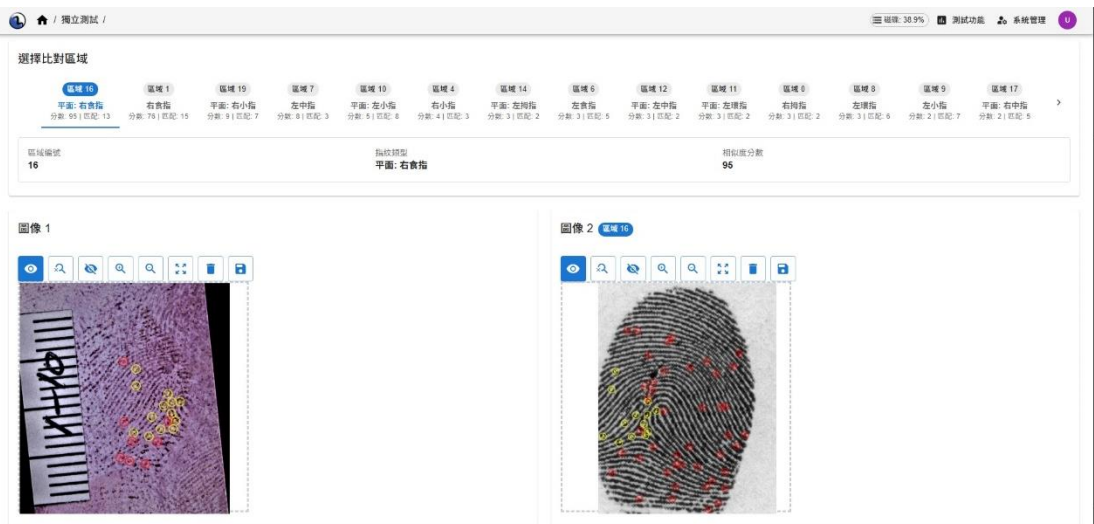 / 獨立測試 /
磁碟: 38.9%
測試功能
系統管理
U
選擇比對區域
區域 16
區域 1
區域 19
區域 7
區域 10
區域 4
區域 14
區域 6
區域 12
區域 11
區域 0
區域 8
區域 9
區域 17
平面: 右食指
右食指
平面: 右小指
左中指
平面: 左小指
右小指
平面: 左拇指
左食指
平面: 左中指
平面: 左環指
右拇指
左環指
左小指
平面: 右中指
分數: 95 | 匹配: 13
分數: 76 | 匹配: 15
分數: 9 | 匹配: 7
分數: 8 | 匹配: 3
分數: 5 | 匹配: 8
分數: 4 | 匹配: 3
分數: 3 | 匹配: 2
分數: 3 | 匹配: 5
分數: 3 | 匹配: 2
分數: 3 | 匹配: 2
分數: 3 | 匹配: 2
分數: 3 | 匹配: 6
分數: 2 | 匹配: 7
分數: 2 | 匹配: 5
區域編號
指紋類型
相似度分數
16
平面: 右食指
95
圖像 1
圖像 2
區域 16